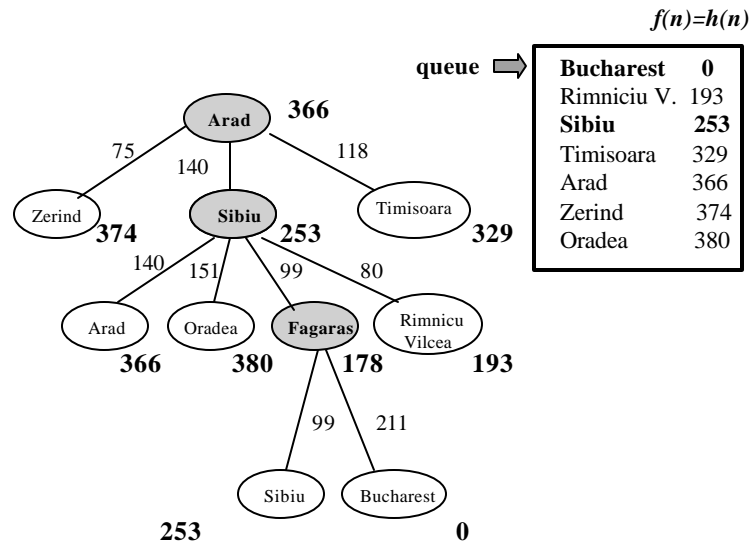 f(n)=h(n)
queue
Bucharest 0
Rimniciu V. 193
Sibiu 253
Timisoara 329
Arad 366
Zerind 374
Oradea 380
Arad 366
75 140 118
Zerind 374 Sibiu 253 Timisoara 329
140 151 99 80
Arad 366 Oradea 380 Fagaras 178 Rimnicu Vilcea 193
99 211
Sibiu 253 Bucharest 0